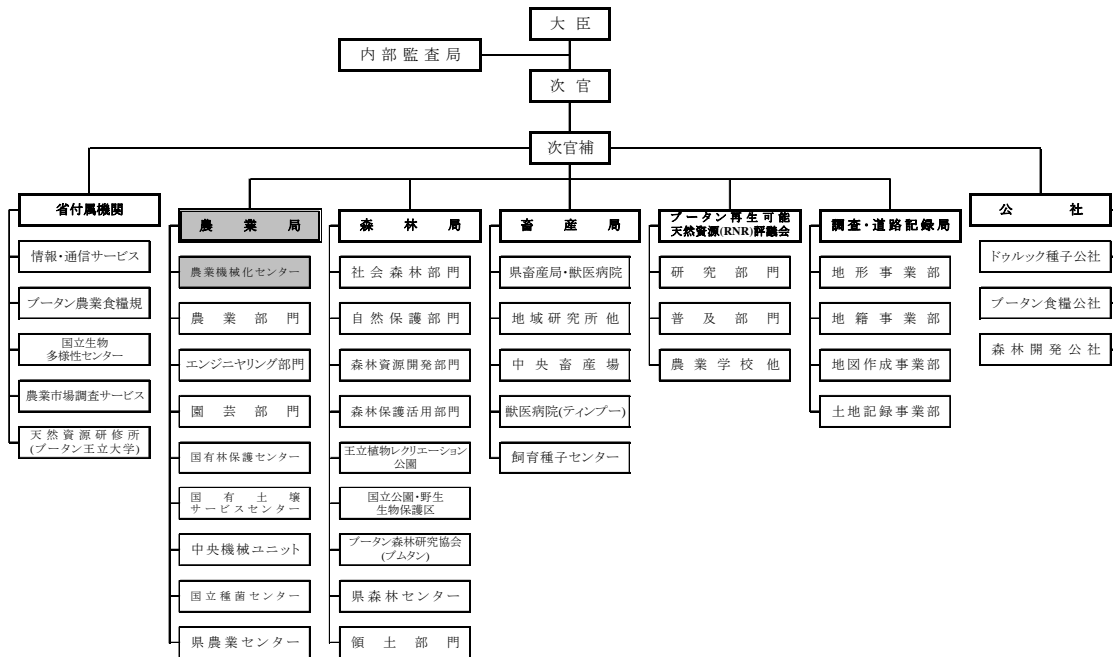 大臣
内部監査局
次官
次官補
省付属機関
情報・通信サービス
ブータン農業食糧規
国立生物
多様性センター
農業市場調査サービス
天然資源研修所
(ブータン王立大学)
農業局
農業機械化センター
農業部門
エンジニヤリング部門
園芸部門
国有林保護センター
国有土壌
サービスセンター
中央機械ユニット
国立種菌センター
県農業センター
森林局
社会森林部門
自然保護部門
森林資源開発部門
森林保護活用部門
王立植物レクリエーション
公園
国立公園・野生
生物保護区
ブータン森林研究協会
(ブムタン)
県森林センター
領土部門
畜産局
県畜産局・獣医病院
地域研究所他
中央畜産場
獣医病院(ティンプー)
飼育種子センター
ブータン再生可能
天然資源(RNR)評議会
研究部門
普及部門
農業学校他
調査・道路記録局
地形事業部
地籍事業部
地図作成事業部
土地記録事業部
公社
ドゥルック種子公社
ブータン食糧公社
森林開発公社